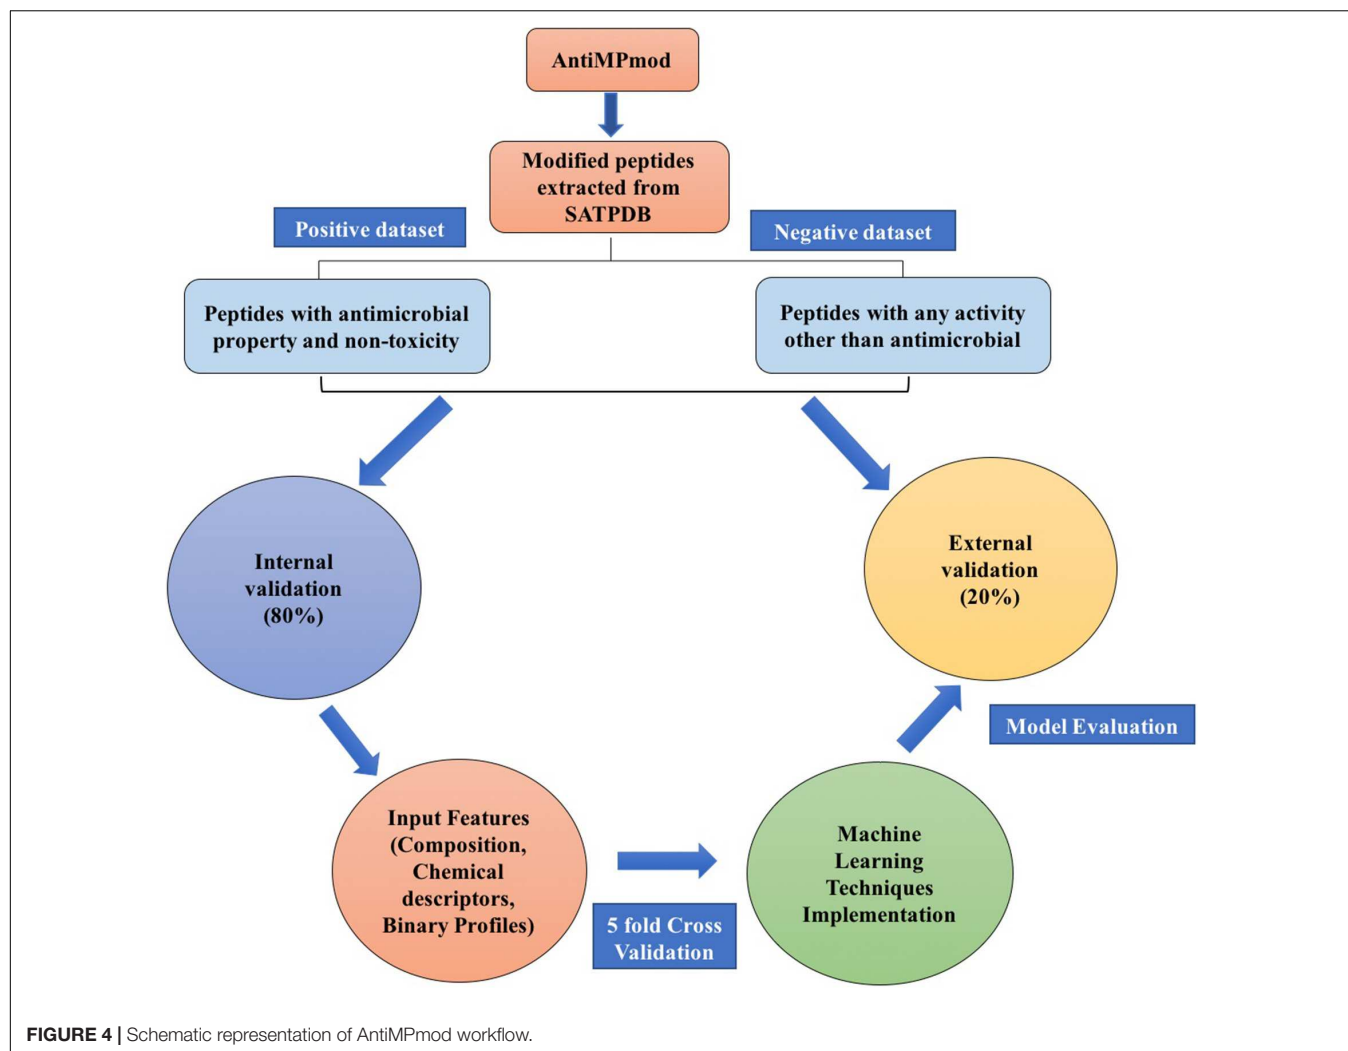 AntiMPmod
Modified peptides
extracted from
SATPDB
Positive dataset
Negative dataset
Peptides with antimicrobial
property and non-toxicity
Peptides with any activity
other than antimicrobial
Internal
validation
(80%)
External
validation
(20%)
Model Evaluation
Input Features
(Composition,
Chemical
descriptors,
Binary Profiles)
5 fold Cross
Validation
Machine
Learning
Techniques
Implementation
FIGURE 4 | Schematic representation of AntiMPmod workflow.